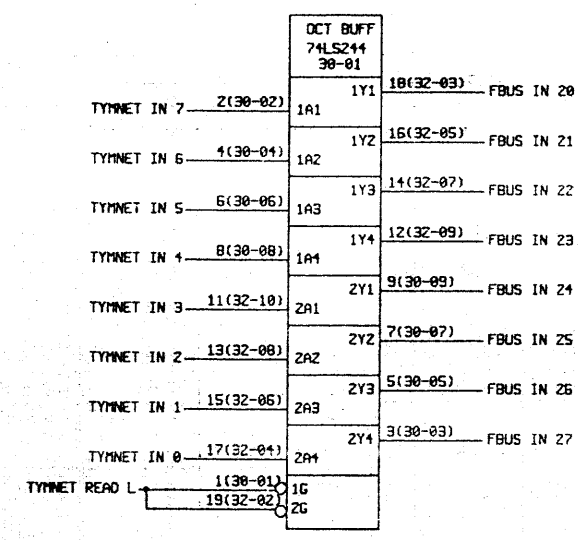 OCT BUFF
74LS244
30-01
1Y1 18(32-03) FBUS IN 20
TYMNET IN 7 2(30-02) 1A1
1Y2 16(32-05) FBUS IN 21
TYMNET IN 6 4(30-04) 1A2
1Y3 14(32-07) FBUS IN 22
TYMNET IN 5 6(30-06) 1A3
1Y4 12(32-09) FBUS IN 23
TYMNET IN 4 8(30-08) 1A4
2Y1 9(30-09) FBUS IN 24
TYMNET IN 3 11(32-10) 2A1
2Y2 7(30-07) FBUS IN 25
TYMNET IN 2 13(32-08) 2A2
2Y3 5(30-05) FBUS IN 26
TYMNET IN 1 15(32-06) 2A3
2Y4 3(30-03) FBUS IN 27
TYMNET IN 0 17(32-04) 2A4
TYMNET READ L 1(30-01) 1G
19(32-02) 2G